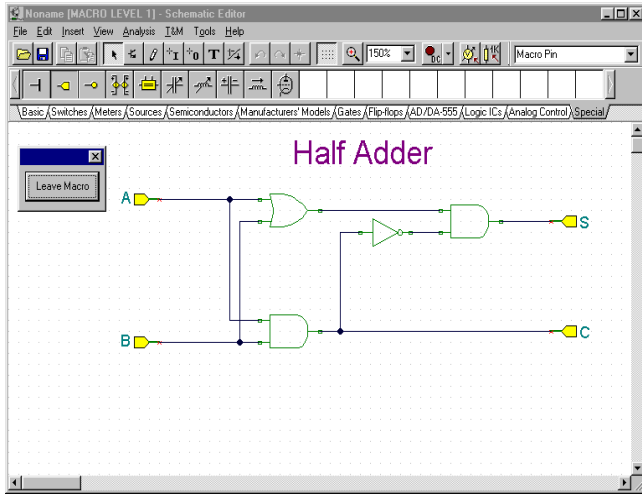 Noname [MACRO LEVEL 1] - Schematic Editor
File Edit Insert View Analysis T&M Tools Help
T 150% DC Macro Pin
Basic Switches Meters Sources Semiconductors Manufacturers' Models Gates Flip-flops AD/DA-555 Logic ICs Analog Control Special
Half Adder
Leave Macro
A
S
B
C